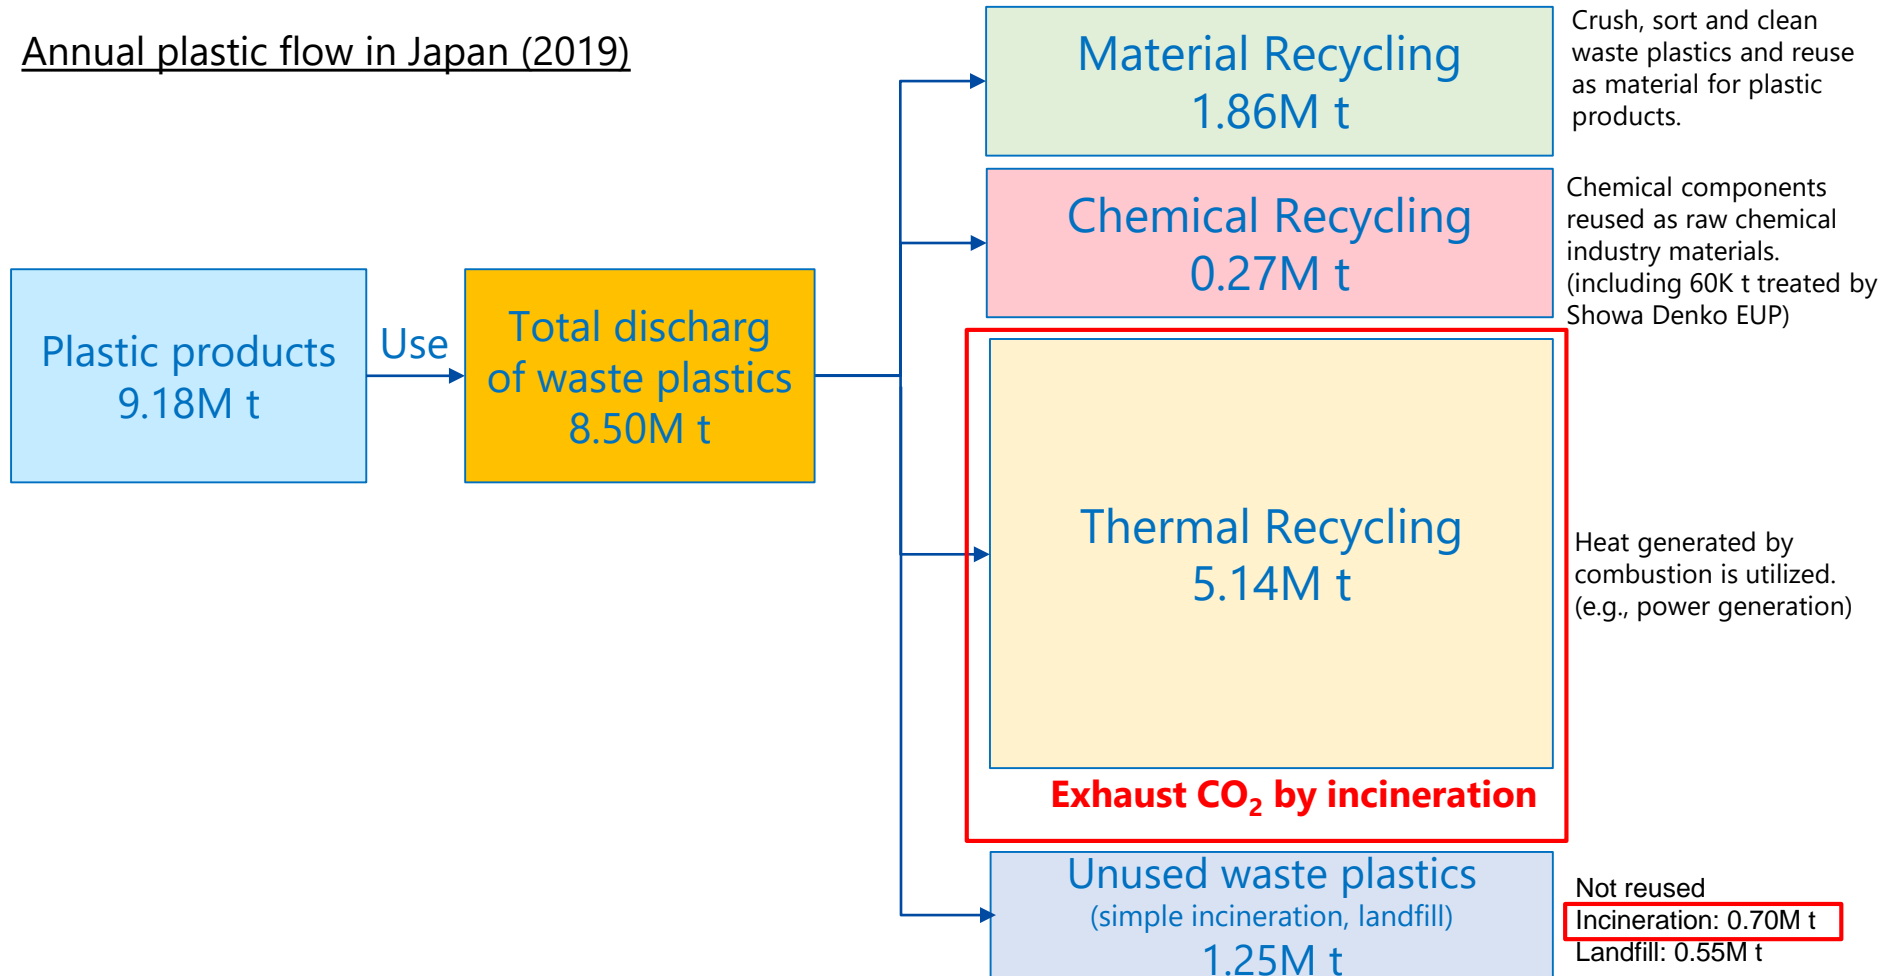 Annual plastic flow in Japan (2019)
Plastic products
9.18M t
Use
Total discharg
of waste plastics
8.50M t
Material Recycling
1.86M t
Crush, sort and clean
waste plastics and reuse
as material for plastic
products.
Chemical Recycling
0.27M t
Chemical components
reused as raw chemical
industry materials.
(including 60K t treated by
Showa Denko EUP)
Thermal Recycling
5.14M t
Heat generated by
combustion is utilized.
(e.g., power generation)
Exhaust CO₂ by incineration
Unused waste plastics
(simple incineration, landfill)
1.25M t
Not reused
Incineration: 0.70M t
Landfill: 0.55M t